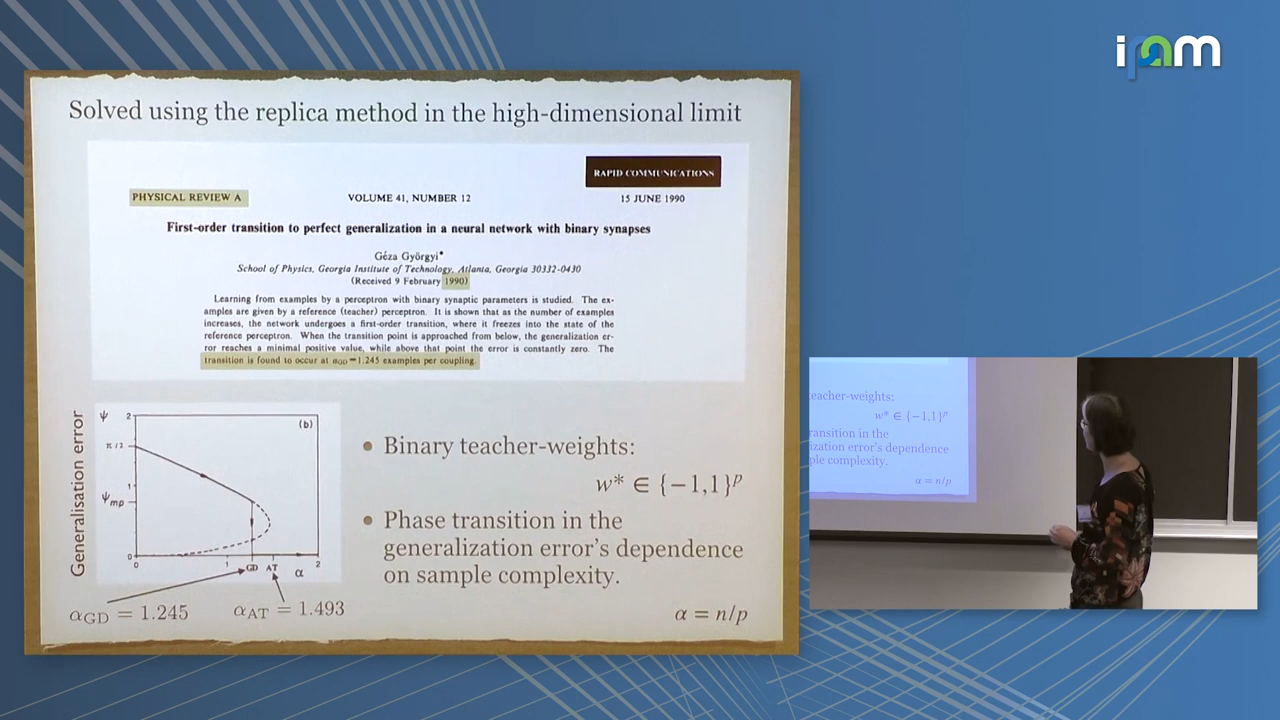 ipam
Solved using the replica method in the high-dimensional limit
RAPID COMMUNICATIONS
PHYSICAL REVIEW A
VOLUME 41, NUMBER 12
15 JUNE 1990
First-order transition to perfect generalization in a neural network with binary synapses
Géza Györgyi*
School of Physics, Georgia Institute of Technology, Atlanta, Georgia 30332-0430
(Received 9 February 1990)
Learning from examples by a perceptron with binary synaptic parameters is studied. The ex-
amples are given by a reference (teacher) perceptron. It is shown that as the number of examples
increases, the network undergoes a first-order transition, where it freezes into the state of the
reference perceptron. When the transition point is approached from below, the generalization er-
ror reaches a minimal positive value, while above that point the error is constantly zero. The
transition is found to occur at αGD=1.245 examples per coupling.
Generalisation error
ψ
2
(b)
π/2
1
ψmp
0
0
1
GD
AT
α
2
αGD = 1.245
αAT = 1.493
• Binary teacher-weights:
w* ∈ {−1,1}ᵖ
• Phase transition in the
generalization error's dependence
on sample complexity.
α = n/p
eacher-weights:
w* ∈ {−1,1}ᵖ
ransition in the
ization error's dependence
ple complexity.
α = n/p